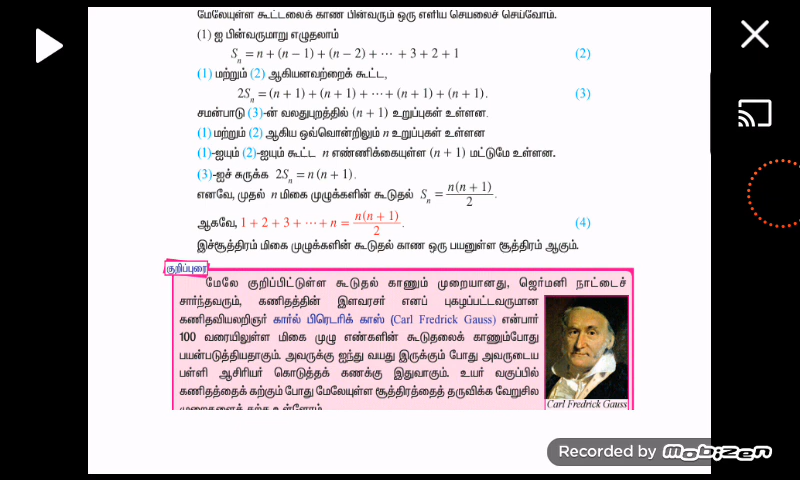 மேலேயுள்ள கூட்டலைக் காண பின்வரும் ஒரு எளிய செயலைச் செய்வோம்.
(1) ஐ பின்வருமாறு எழுதலாம்
Sₙ = n + (n − 1) + (n − 2) + ⋯ + 3 + 2 + 1 (2)
(1) மற்றும் (2) ஆகியனவற்றைக் கூட்ட,
2Sₙ = (n + 1) + (n + 1) + ⋯ + (n + 1) + (n + 1). (3)
சமன்பாடு (3)-ன் வலதுபுறத்தில் (n + 1) உறுப்புகள் உள்ளன.
(1) மற்றும் (2) ஆகிய ஒவ்வொன்றிலும் n உறுப்புகள் உள்ளன
(1)-ஐயும் (2)-ஐயும் கூட்ட n எண்ணிக்கையுள்ள (n + 1) மட்டுமே உள்ளன.
(3)-ஐச் சுருக்க 2Sₙ = n (n + 1).
எனவே, முதல் n மிகை முழுக்களின் கூடுதல் Sₙ = n(n + 1)/2.
ஆகவே, 1 + 2 + 3 + ⋯ + n = n(n + 1)/2. (4)
இச்சூத்திரம் மிகை முழுக்களின் கூடுதல் காண ஒரு பயனுள்ள சூத்திரம் ஆகும்.
குறிப்புரை
மேலே குறிப்பிட்டுள்ள கூடுதல் காணும் முறையானது, ஜெர்மனி நாட்டைச்
சார்ந்தவரும், கணிதத்தின் இளவரசர் எனப் புகழப்பட்டவருமான
கணிதவியலறிஞர் கார்ல் பிரெடரிக் காஸ் (Carl Fredrick Gauss) என்பார்
100 வரையிலுள்ள மிகை முழு எண்களின் கூடுதலைக் காணும்போது
பயன்படுத்தியதாகும். அவருக்கு ஐந்து வயது இருக்கும் போது அவருடைய
பள்ளி ஆசிரியர் கொடுத்தக் கணக்கு இதுவாகும். உயர் வகுப்பில்
கணிதத்தைக் கற்கும் போது மேலேயுள்ள சூத்திரத்தைத் தருவிக்க வேறுசில
முறைகளைக் கற்க உள்ளோம்.
Carl Fredrick Gauss
Recorded by mobizen